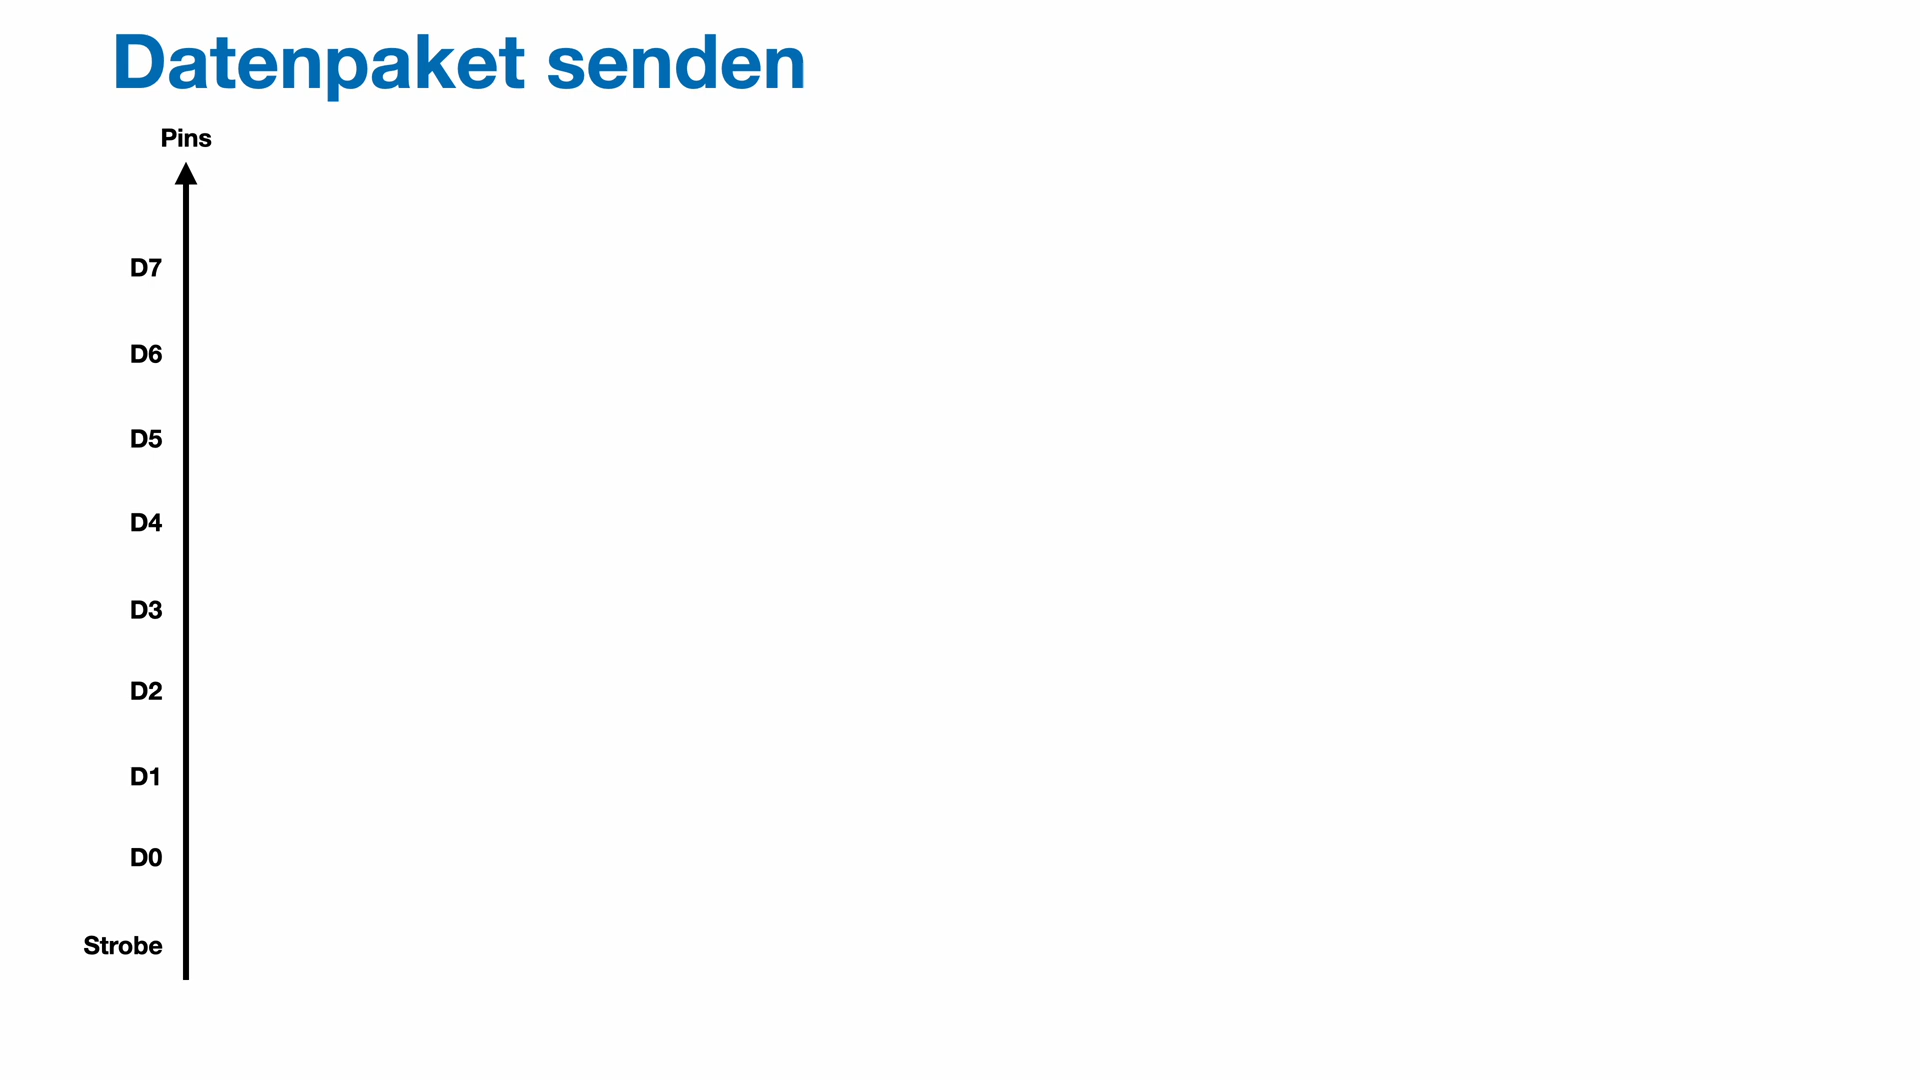 Datenpaket senden
Pins
D7
D6
D5
D4
D3
D2
D1
D0
Strobe